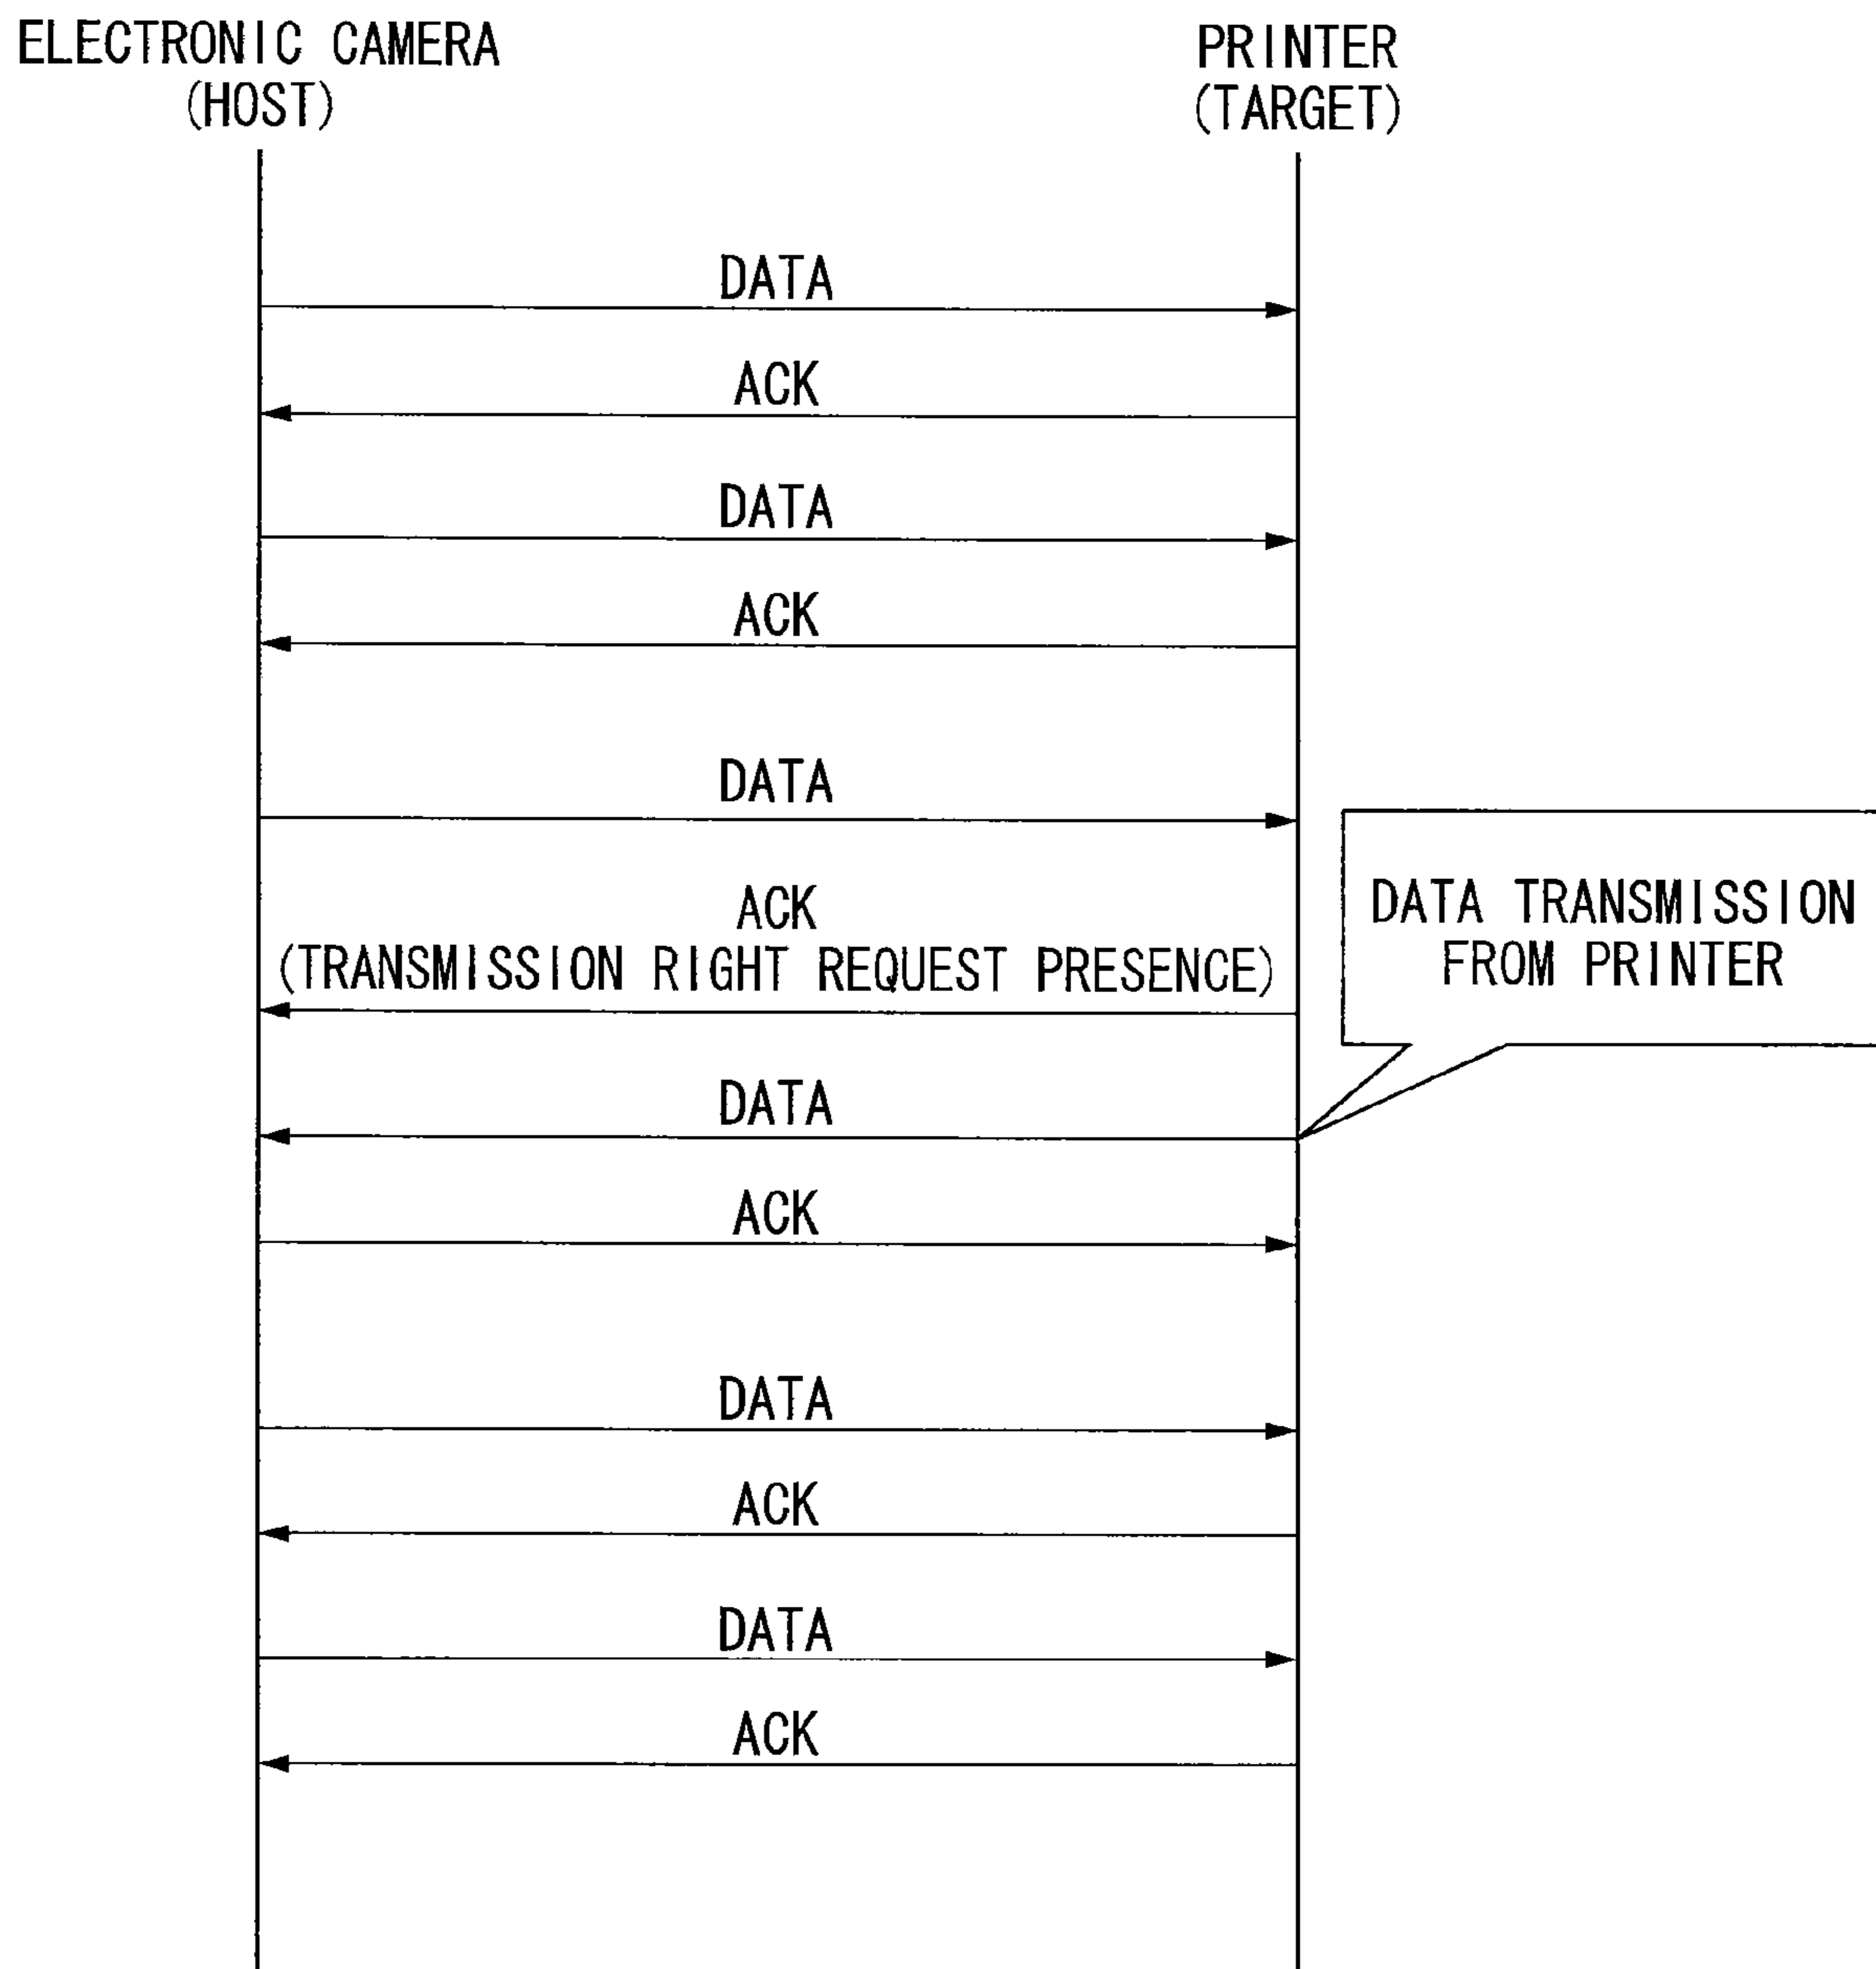 ELECTRONIC CAMERA
(HOST)
PRINTER
(TARGET)
DATA
ACK
DATA
ACK
DATA
ACK
(TRANSMISSION RIGHT REQUEST PRESENCE)
DATA TRANSMISSION
FROM PRINTER
DATA
ACK
DATA
ACK
DATA
ACK